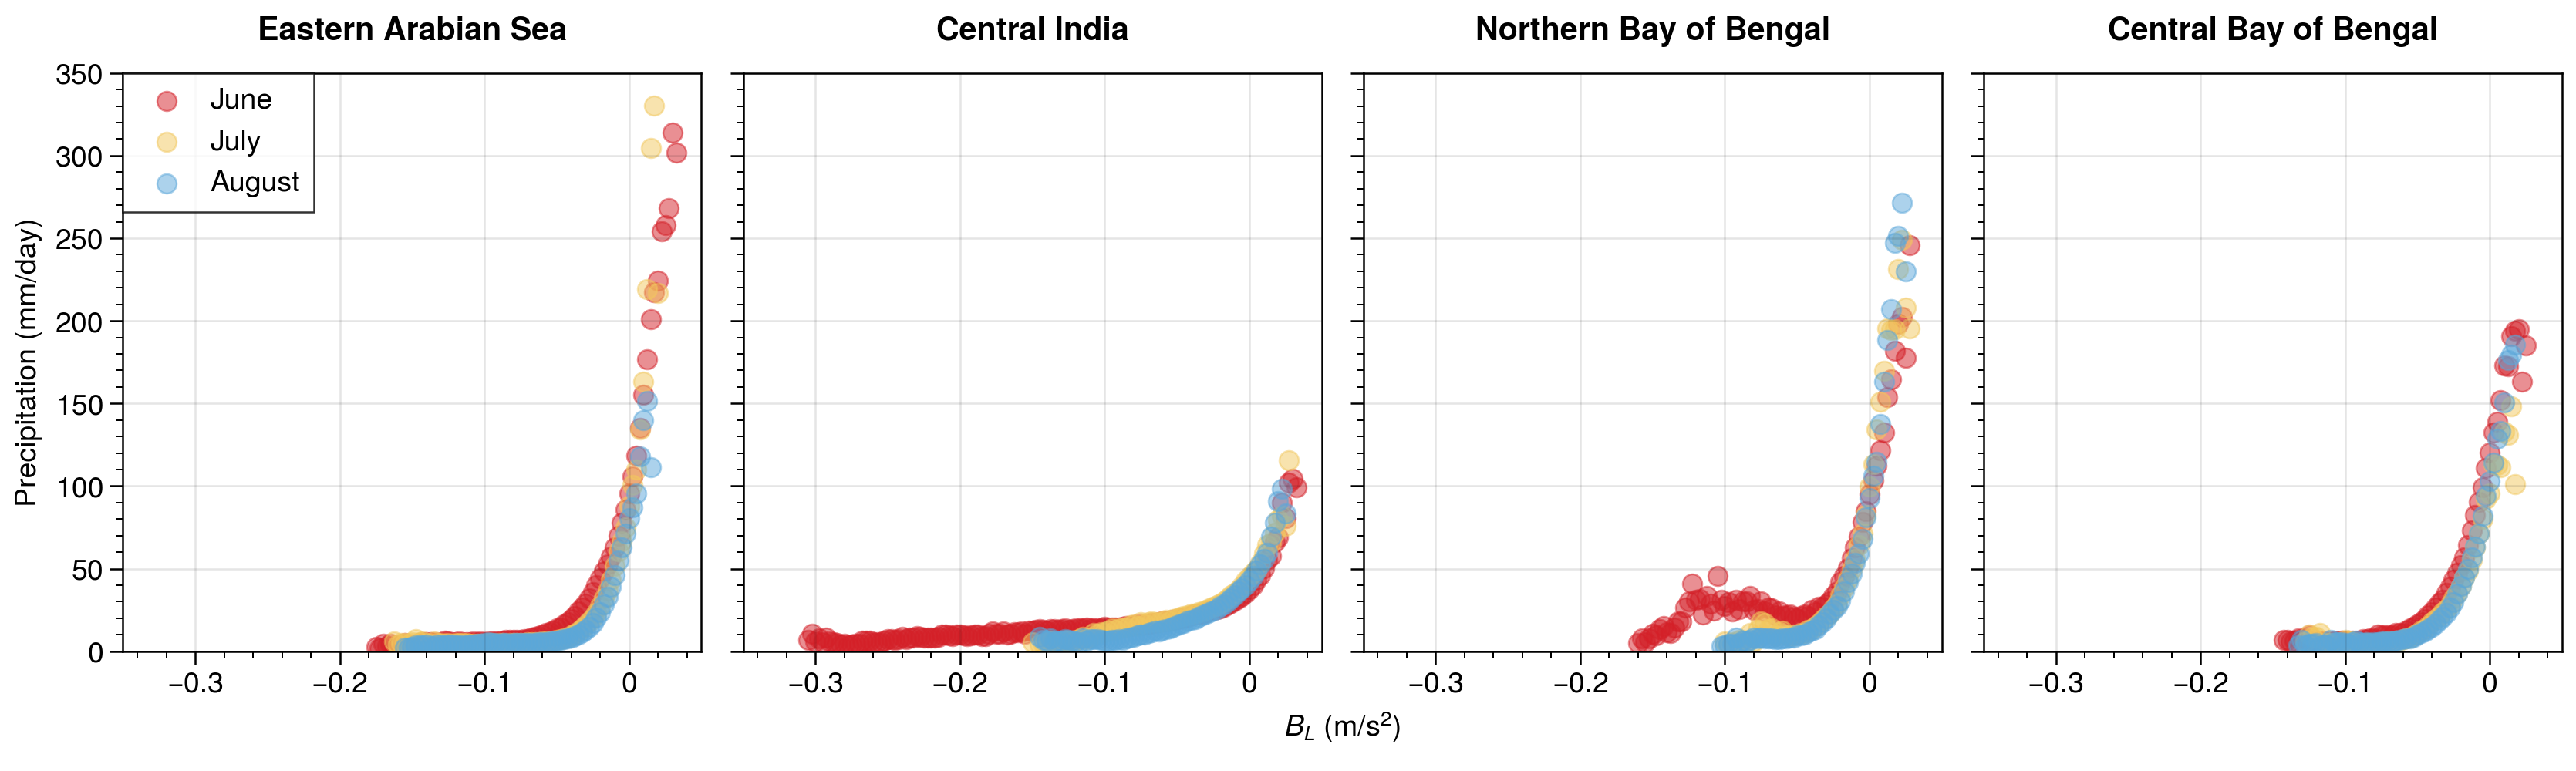 Eastern Arabian Sea Central India Northern Bay of Bengal Central Bay of Bengal
350
300
250
200
150
100
50
0
Precipitation (mm/day)
June
July
August
−0.3 −0.2 −0.1 0 −0.3 −0.2 −0.1 0 −0.3 −0.2 −0.1 0 −0.3 −0.2 −0.1 0
B_L (m/s²)